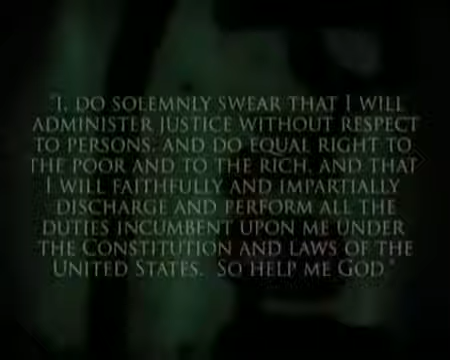 "I, DO SOLEMNLY SWEAR THAT I WILL
ADMINISTER JUSTICE WITHOUT RESPECT
TO PERSONS, AND DO EQUAL RIGHT TO
THE POOR AND TO THE RICH, AND THAT
I WILL FAITHFULLY AND IMPARTIALLY
DISCHARGE AND PERFORM ALL THE
DUTIES INCUMBENT UPON ME UNDER
THE CONSTITUTION AND LAWS OF THE
UNITED STATES. SO HELP ME GOD."